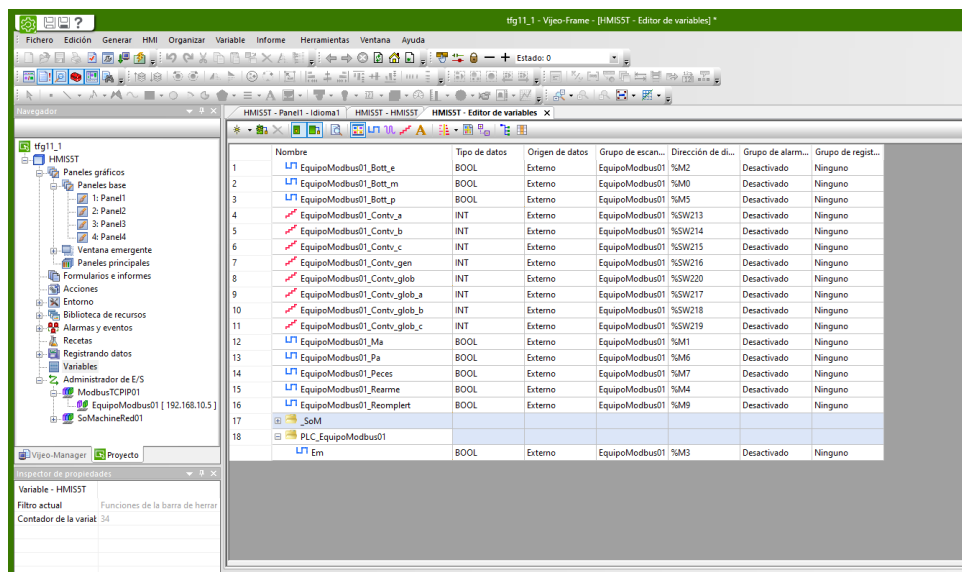 tfg11_1 - Vijeo-Frame - [HMIS5T - Editor de variables] *
Fichero Edición Generar HMI Organizar Variable Informe Herramientas Ventana Ayuda
Estado: 0
Navegador
HMIS5T - Panel1 - Idioma1 HMIS5T - HMIS5T HMIS5T - Editor de variables X
tfg11_1
HMIS5T
Paneles gráficos
Paneles base
1: Panel1
2: Panel2
3: Panel3
4: Panel4
Ventana emergente
Paneles principales
Formularios e informes
Acciones
Entorno
Biblioteca de recursos
Alarmas y eventos
Recetas
Registrando datos
Variables
Administrador de E/S
ModbusTCPIP01
EquipoModbus01 [ 192.168.10.5 ]
SoMachineRed01
Vijeo-Manager Proyecto
Inspector de propiedades
Variable - HMIS5T
Filtro actual Funciones de la barra de herrar
Contador de la variat 34
Nombre Tipo de datos Origen de datos Grupo de escan... Dirección de di... Grupo de alarm... Grupo de regist...
1 EquipoModbus01_Bott_e BOOL Externo EquipoModbus01 %M2 Desactivado Ninguno
2 EquipoModbus01_Bott_m BOOL Externo EquipoModbus01 %M0 Desactivado Ninguno
3 EquipoModbus01_Bott_p BOOL Externo EquipoModbus01 %M5 Desactivado Ninguno
4 EquipoModbus01_Contv_a INT Externo EquipoModbus01 %SW213 Desactivado Ninguno
5 EquipoModbus01_Contv_b INT Externo EquipoModbus01 %SW214 Desactivado Ninguno
6 EquipoModbus01_Contv_c INT Externo EquipoModbus01 %SW215 Desactivado Ninguno
7 EquipoModbus01_Contv_gen INT Externo EquipoModbus01 %SW216 Desactivado Ninguno
8 EquipoModbus01_Contv_glob INT Externo EquipoModbus01 %SW220 Desactivado Ninguno
9 EquipoModbus01_Contv_glob_a INT Externo EquipoModbus01 %SW217 Desactivado Ninguno
10 EquipoModbus01_Contv_glob_b INT Externo EquipoModbus01 %SW218 Desactivado Ninguno
11 EquipoModbus01_Contv_glob_c INT Externo EquipoModbus01 %SW219 Desactivado Ninguno
12 EquipoModbus01_Ma BOOL Externo EquipoModbus01 %M1 Desactivado Ninguno
13 EquipoModbus01_Pa BOOL Externo EquipoModbus01 %M6 Desactivado Ninguno
14 EquipoModbus01_Peces BOOL Externo EquipoModbus01 %M7 Desactivado Ninguno
15 EquipoModbus01_Rearme BOOL Externo EquipoModbus01 %M4 Desactivado Ninguno
16 EquipoModbus01_Reomplert BOOL Externo EquipoModbus01 %M9 Desactivado Ninguno
17 _SoM
18 PLC_EquipoModbus01
Em BOOL Externo EquipoModbus01 %M3 Desactivado Ninguno